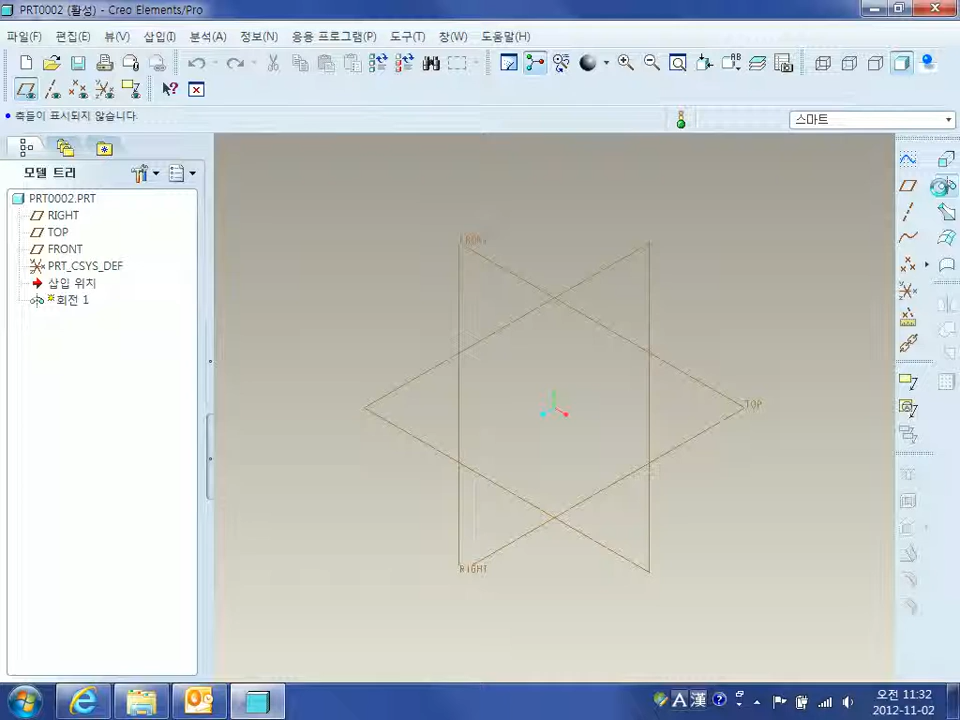 PRT0002 (활성) - Creo Elements/Pro
파일(F) 편집(E) 뷰(V) 삽입(I) 분석(A) 정보(N) 응용 프로그램(P) 도구(T) 창(W) 도움말(H)
축들이 표시되지 않습니다.
스마트
모델 트리
PRT0002.PRT
RIGHT
TOP
FRONT
PRT_CSYS_DEF
삽입 위치
회전 1
FRONT
TOP
RIGHT
A 漢
오전 11:32
2012-11-02